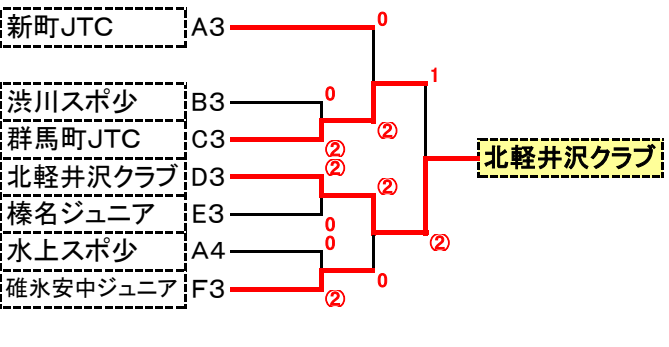 新町JTC A3 0
1
渋川スポ少 B3 0
②
群馬町JTC C3 ②
北軽井沢クラブ D3 ② ② 北軽井沢クラブ
榛名ジュニア E3 0
②
水上スポ少 A4 0
0
碓氷安中ジュニア F3 ②